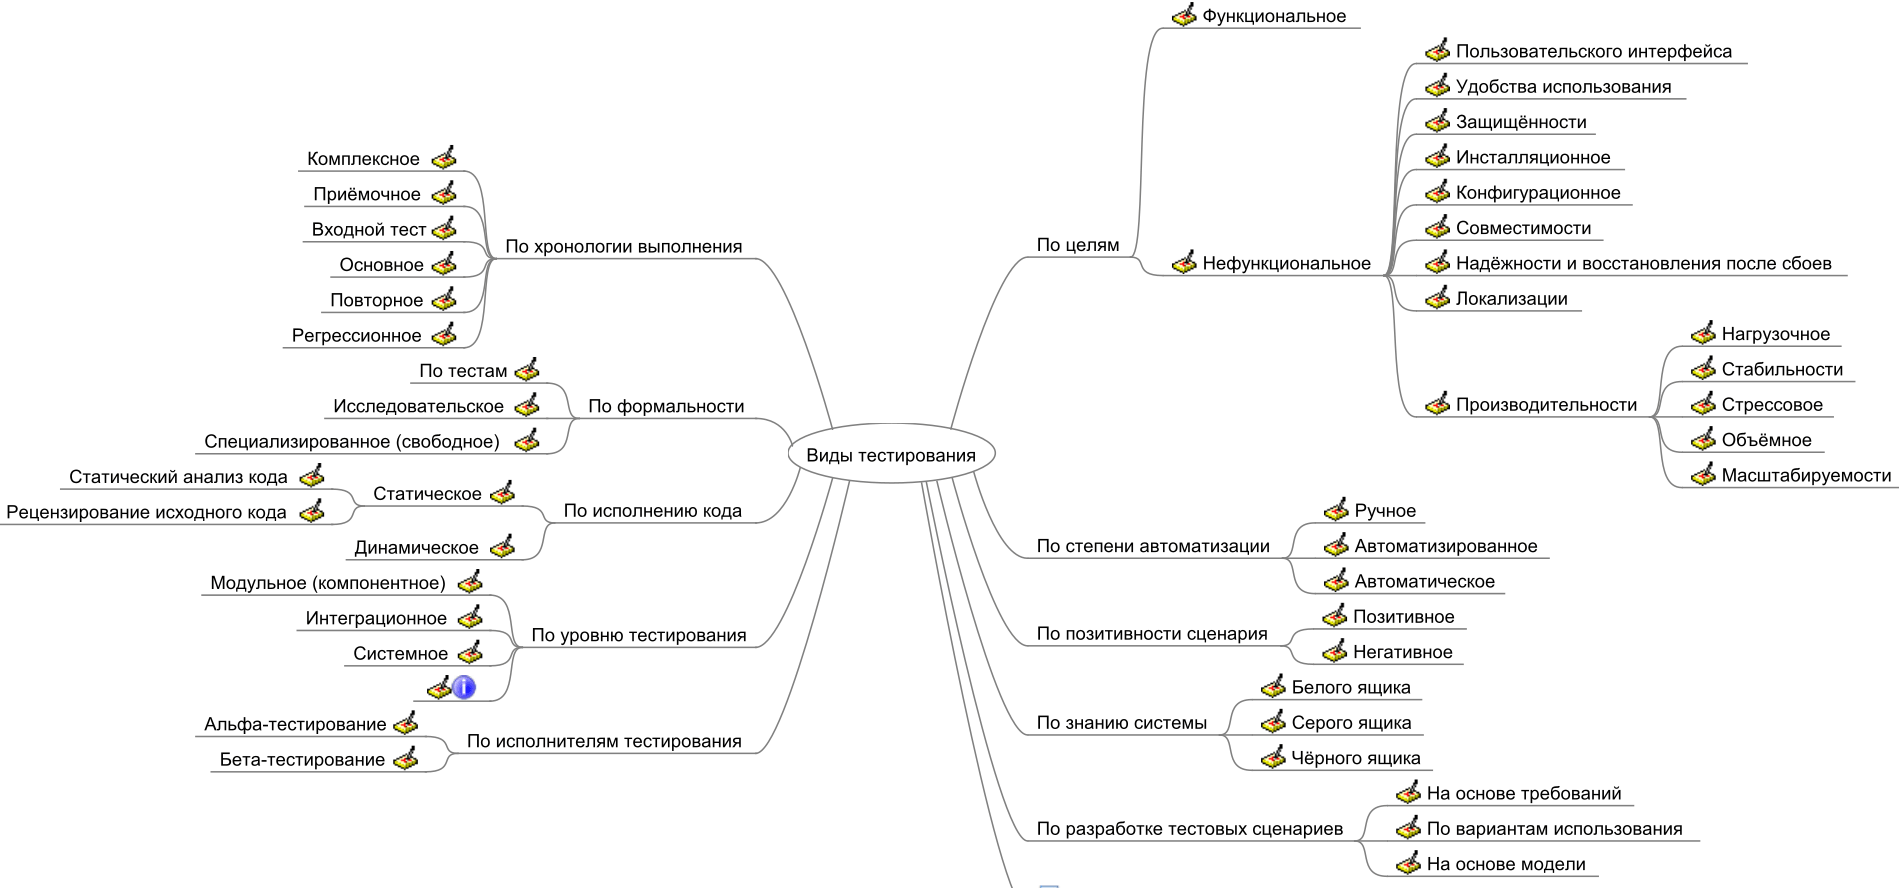 Виды тестирования
По хронологии выполнения
Комплексное
Приёмочное
Входной тест
Основное
Повторное
Регрессионное
По формальности
По тестам
Исследовательское
Специализированное (свободное)
По исполнению кода
Статическое
Статический анализ кода
Рецензирование исходного кода
Динамическое
По уровню тестирования
Модульное (компонентное)
Интеграционное
Системное
i
По исполнителям тестирования
Альфа-тестирование
Бета-тестирование
По целям
Функциональное
Нефункциональное
Пользовательского интерфейса
Удобства использования
Защищённости
Инсталляционное
Конфигурационное
Совместимости
Надёжности и восстановления после сбоев
Локализации
Производительности
Нагрузочное
Стабильности
Стрессовое
Объёмное
Масштабируемости
По степени автоматизации
Ручное
Автоматизированное
Автоматическое
По позитивности сценария
Позитивное
Негативное
По знанию системы
Белого ящика
Серого ящика
Чёрного ящика
По разработке тестовых сценариев
На основе требований
По вариантам использования
На основе модели